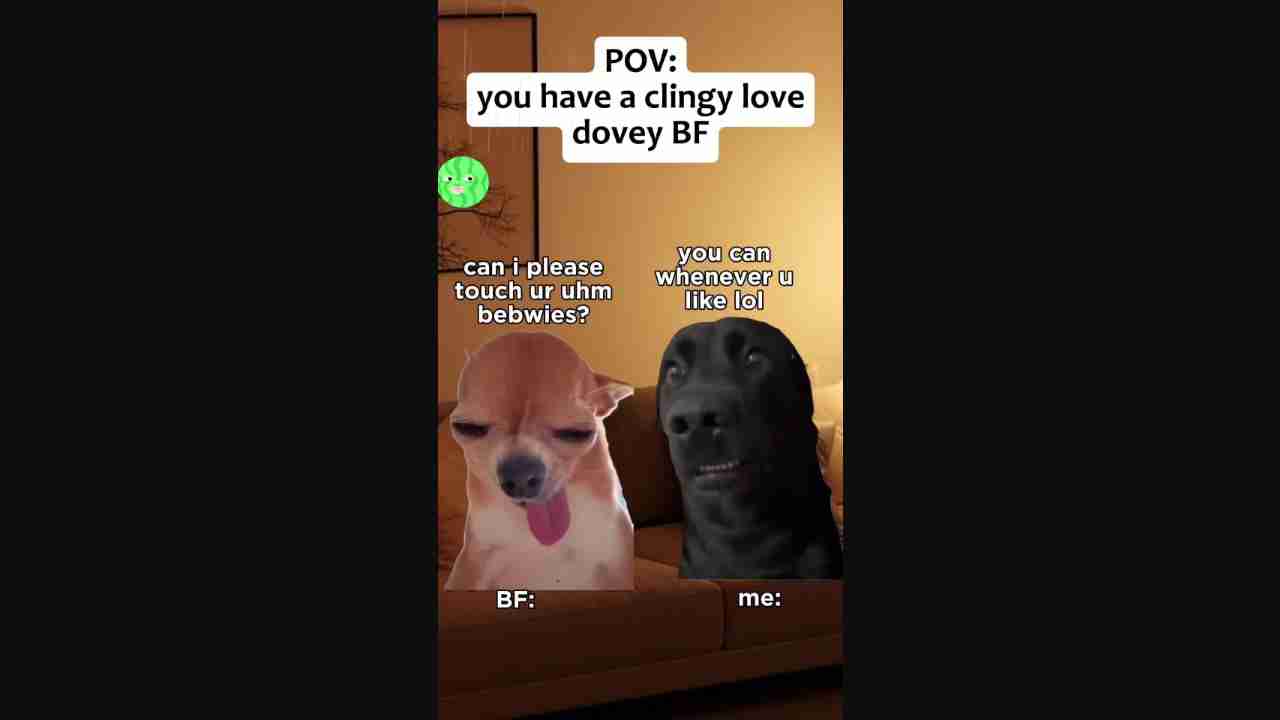 POV:
you have a clingy love
dovey BF
can i please
touch ur uhm
bebwies?
you can
whenever u
like lol
BF:
me: